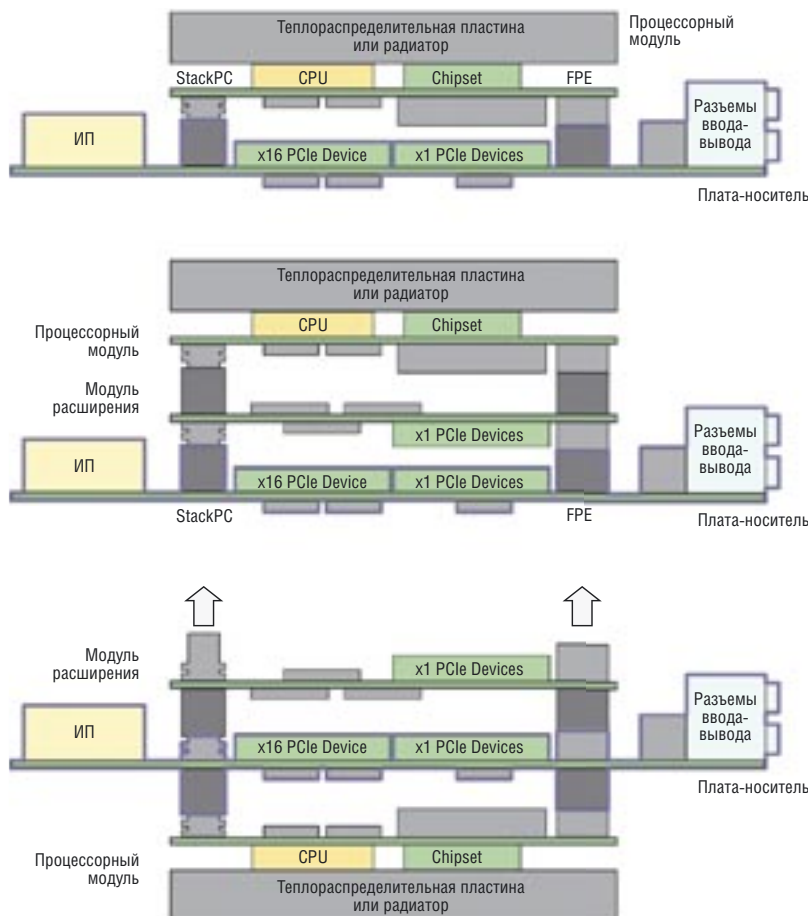 Теплораспределительная пластина
или радиатор
Процессорный
модуль
StackPC
CPU
Chipset
FPE
ИП
x16 PCIe Device
x1 PCIe Devices
Разъемы
ввода-
вывода
Плата-носитель
Теплораспределительная пластина
или радиатор
CPU
Chipset
Процессорный
модуль
Модуль
расширения
x1 PCIe Devices
ИП
x16 PCIe Device
x1 PCIe Devices
Разъемы
ввода-
вывода
StackPC
FPE
Плата-носитель
Модуль
расширения
x1 PCIe Devices
ИП
x16 PCIe Device
x1 PCIe Devices
Разъемы
ввода-
вывода
Плата-носитель
Процессорный
модуль
CPU
Chipset
Теплораспределительная пластина
или радиатор